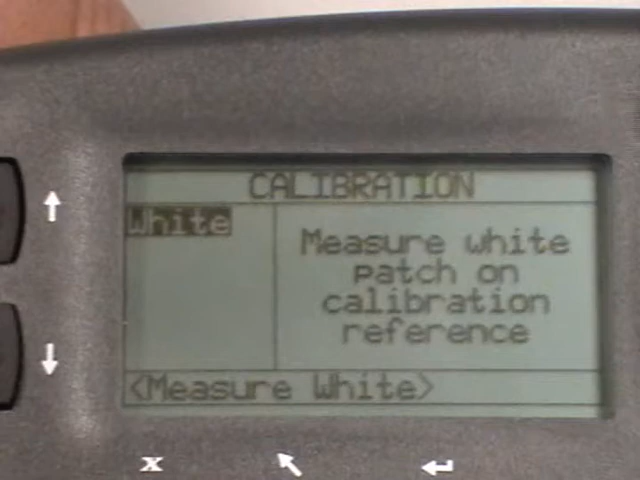 CALIBRATION
White
Measure white
patch on
calibration
reference
<Measure White>
x